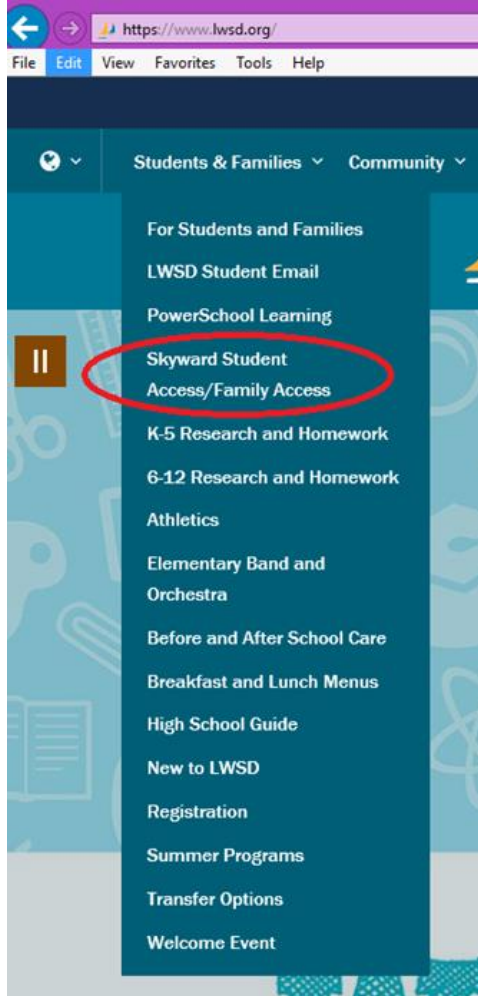 https://www.lwsd.org/
File Edit View Favorites Tools Help
Students & Families Community
For Students and Families
LWSD Student Email
PowerSchool Learning
Skyward Student
Access/Family Access
K-5 Research and Homework
6-12 Research and Homework
Athletics
Elementary Band and
Orchestra
Before and After School Care
Breakfast and Lunch Menus
High School Guide
New to LWSD
Registration
Summer Programs
Transfer Options
Welcome Event